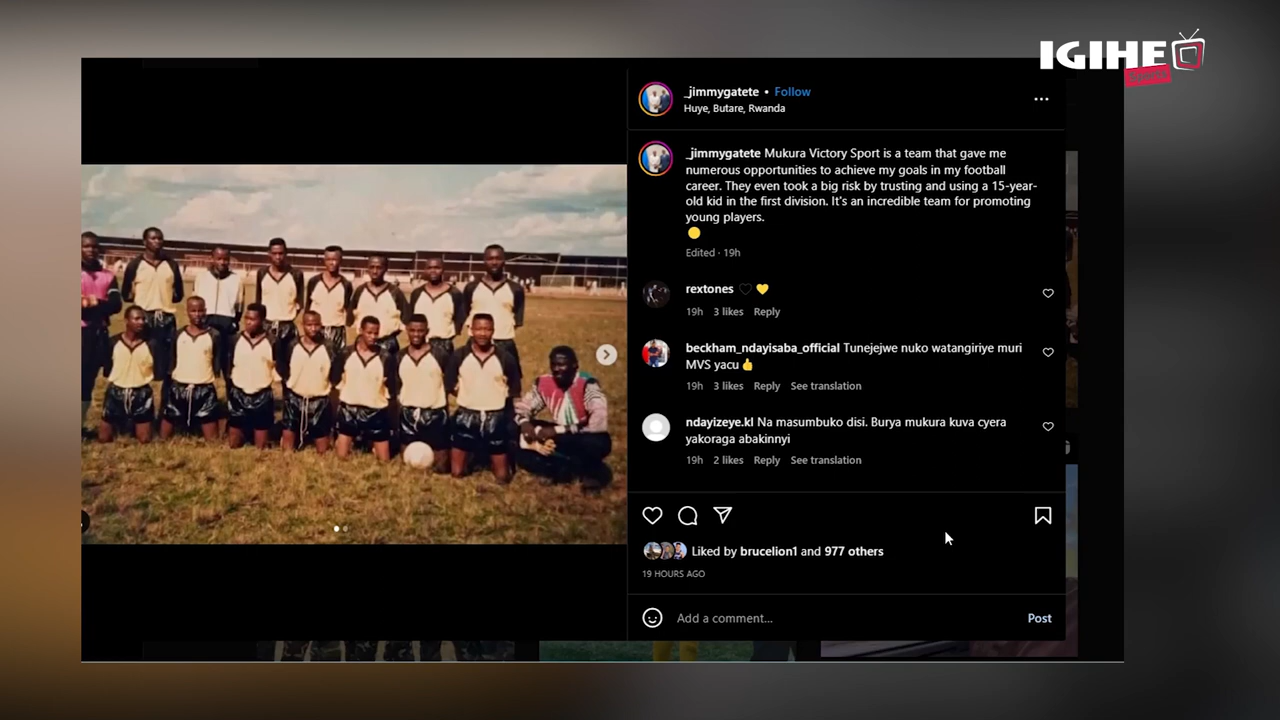 IGIHE
_jimmygatete • Follow
Huye, Butare, Rwanda
_jimmygatete Mukura Victory Sport is a team that gave me
numerous opportunities to achieve my goals in my football
career. They even took a big risk by trusting and using a 15-year-
old kid in the first division. It's an incredible team for promoting
young players.
Edited · 19h
rextones 🖤 💛
19h 3 likes Reply
beckham_ndayisaba_official Tunejejwe nuko watangiriye muri
MVS yacu👍
19h 3 likes Reply See translation
ndayizeye.kl Na masumbuko disi. Burya mukura kuva cyera
yakoraga abakinnyi
19h 2 likes Reply See translation
Liked by brucelion1 and 977 others
19 HOURS AGO
Add a comment...
Post